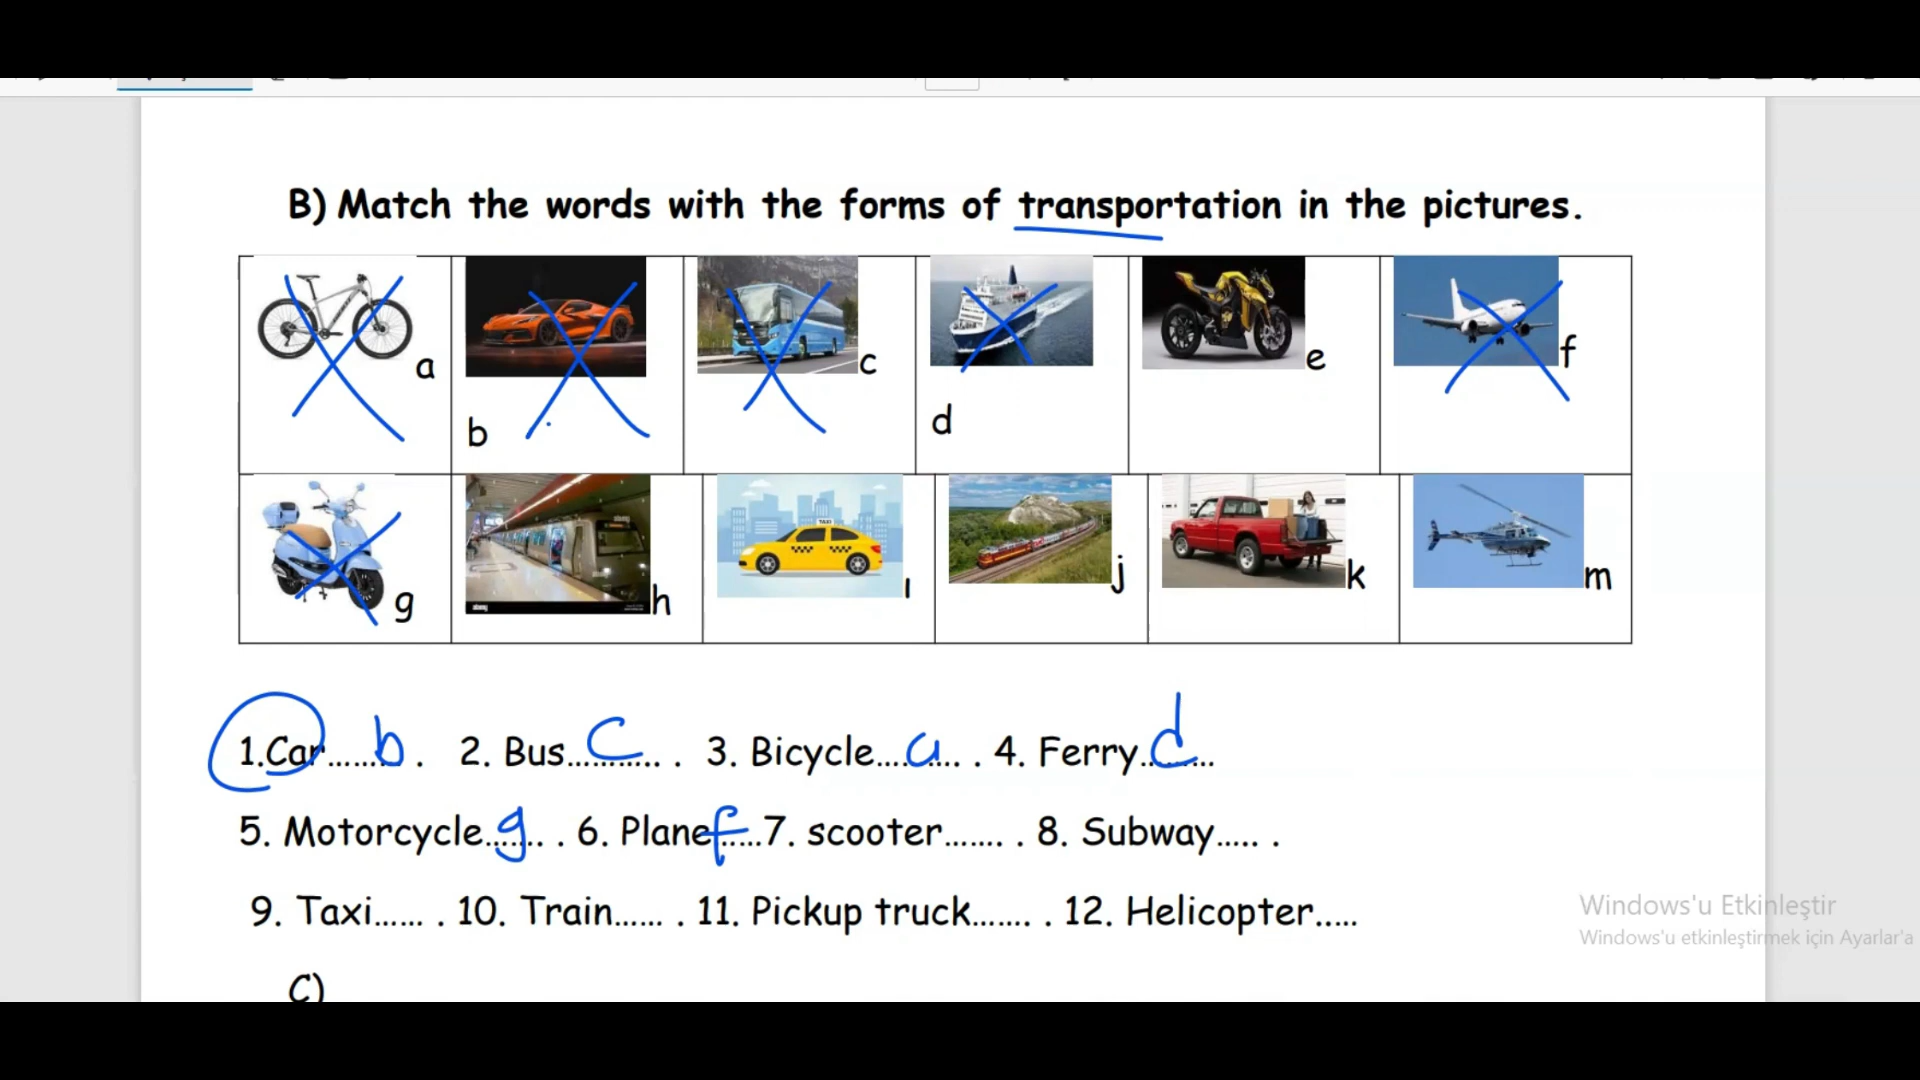 B) Match the words with the forms of transportation in the pictures.
a
b
c
d
e
f
g
h
TAXI
ı
j
k
m
1.Car....b.. . 2. Bus...C........ . 3. Bicycle....a.... . 4. Ferry..d.......
5. Motorcycle..g..... . 6. Plane f.....7. scooter....... . 8. Subway..... .
9. Taxi...... . 10. Train...... . 11. Pickup truck....... . 12. Helicopter.....
C)
Windows'u Etkinleştir
Windows'u etkinleştirmek için Ayarlar'a